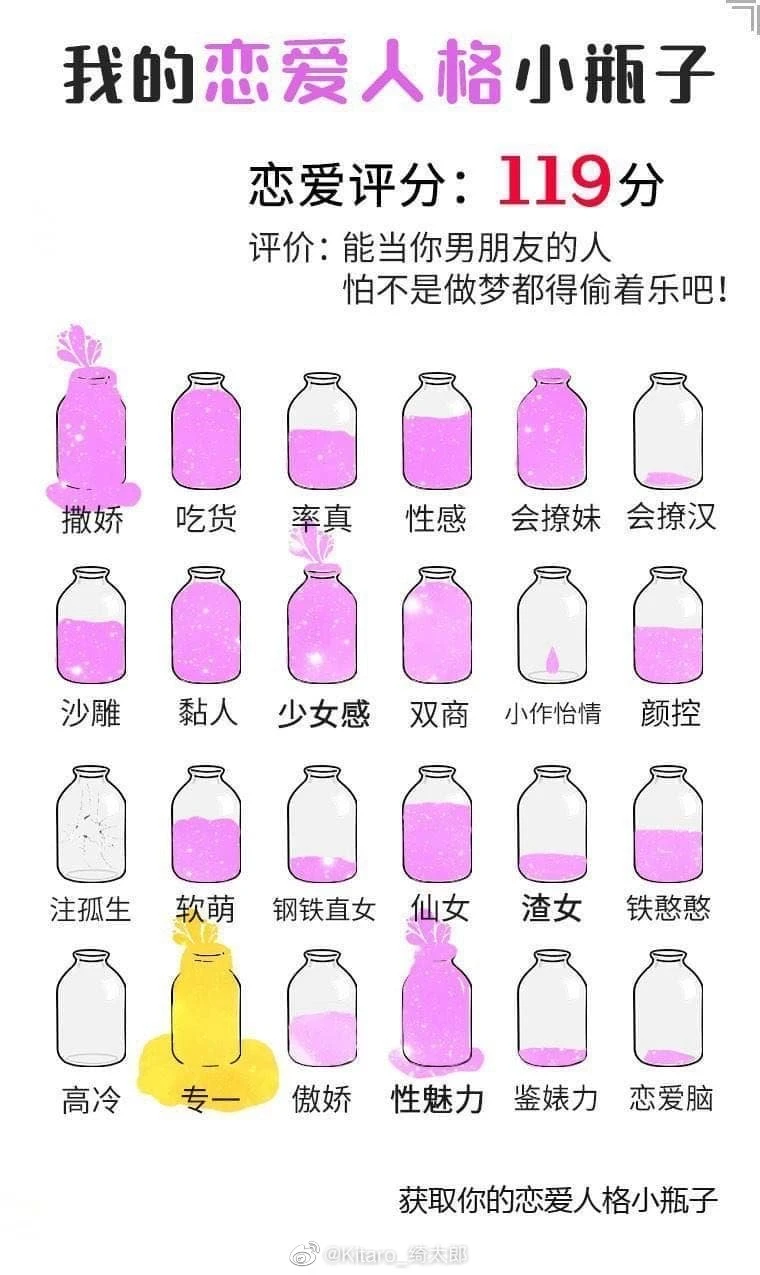 我的恋爱人格小瓶子
恋爱评分：119分
评价：能当你男朋友的人
怕不是做梦都得偷着乐吧！
撒娇 吃货 率真 性感 会撩妹 会撩汉
沙雕 黏人 少女感 双商 小作怡情 颜控
注孤生 软萌 钢铁直女 仙女 渣女 铁憨憨
高冷 专一 傲娇 性魅力 鉴婊力 恋爱脑
获取你的恋爱人格小瓶子
@Kitaro_绮太郎